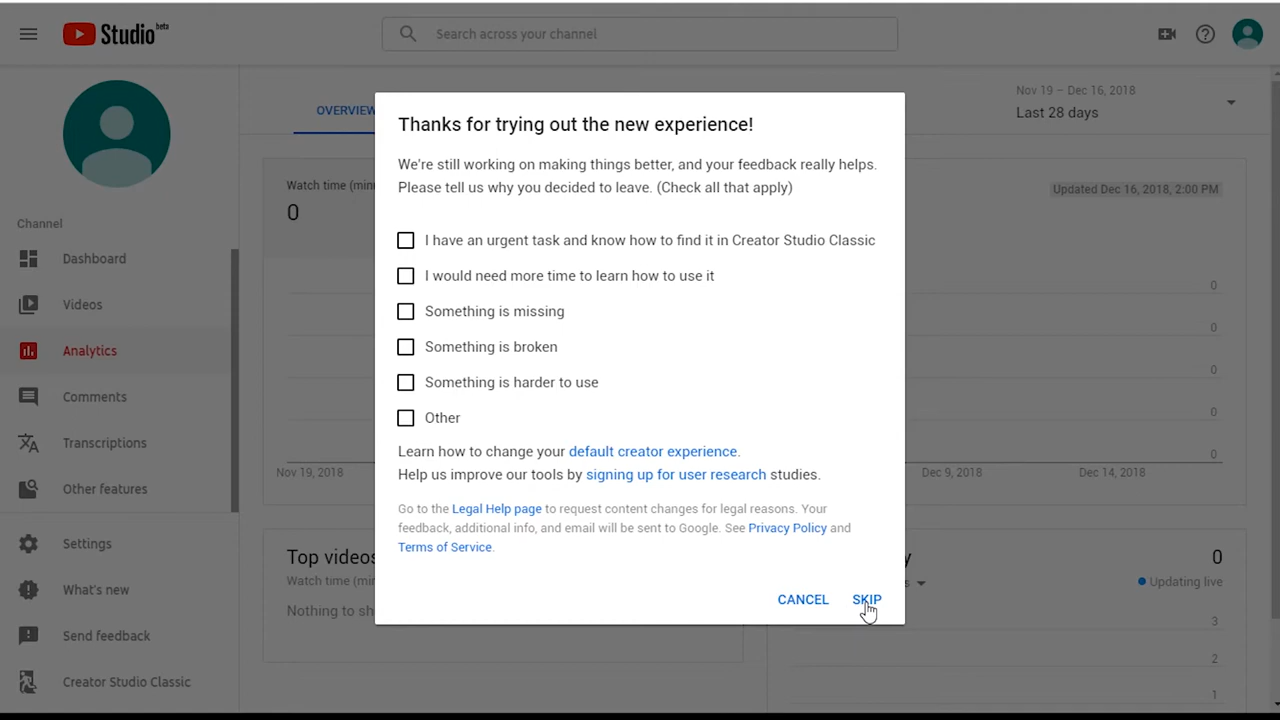 Studio beta
Search across your channel
Channel
Dashboard
Videos
Analytics
Comments
Transcriptions
Other features
Settings
What's new
Send feedback
Creator Studio Classic
OVERVIEW
Nov 19 – Dec 16, 2018
Last 28 days
Watch time (min
0
Updated Dec 16, 2018, 2:00 PM
0
0
0
0
0
Nov 19, 2018
Dec 9, 2018
Dec 14, 2018
Top videos
Watch time (min
Nothing to sh
y
0
s
Updating live
3
2
1
Thanks for trying out the new experience!
We're still working on making things better, and your feedback really helps.
Please tell us why you decided to leave. (Check all that apply)
I have an urgent task and know how to find it in Creator Studio Classic
I would need more time to learn how to use it
Something is missing
Something is broken
Something is harder to use
Other
Learn how to change your default creator experience.
Help us improve our tools by signing up for user research studies.
Go to the Legal Help page to request content changes for legal reasons. Your
feedback, additional info, and email will be sent to Google. See Privacy Policy and
Terms of Service.
CANCEL
SKIP